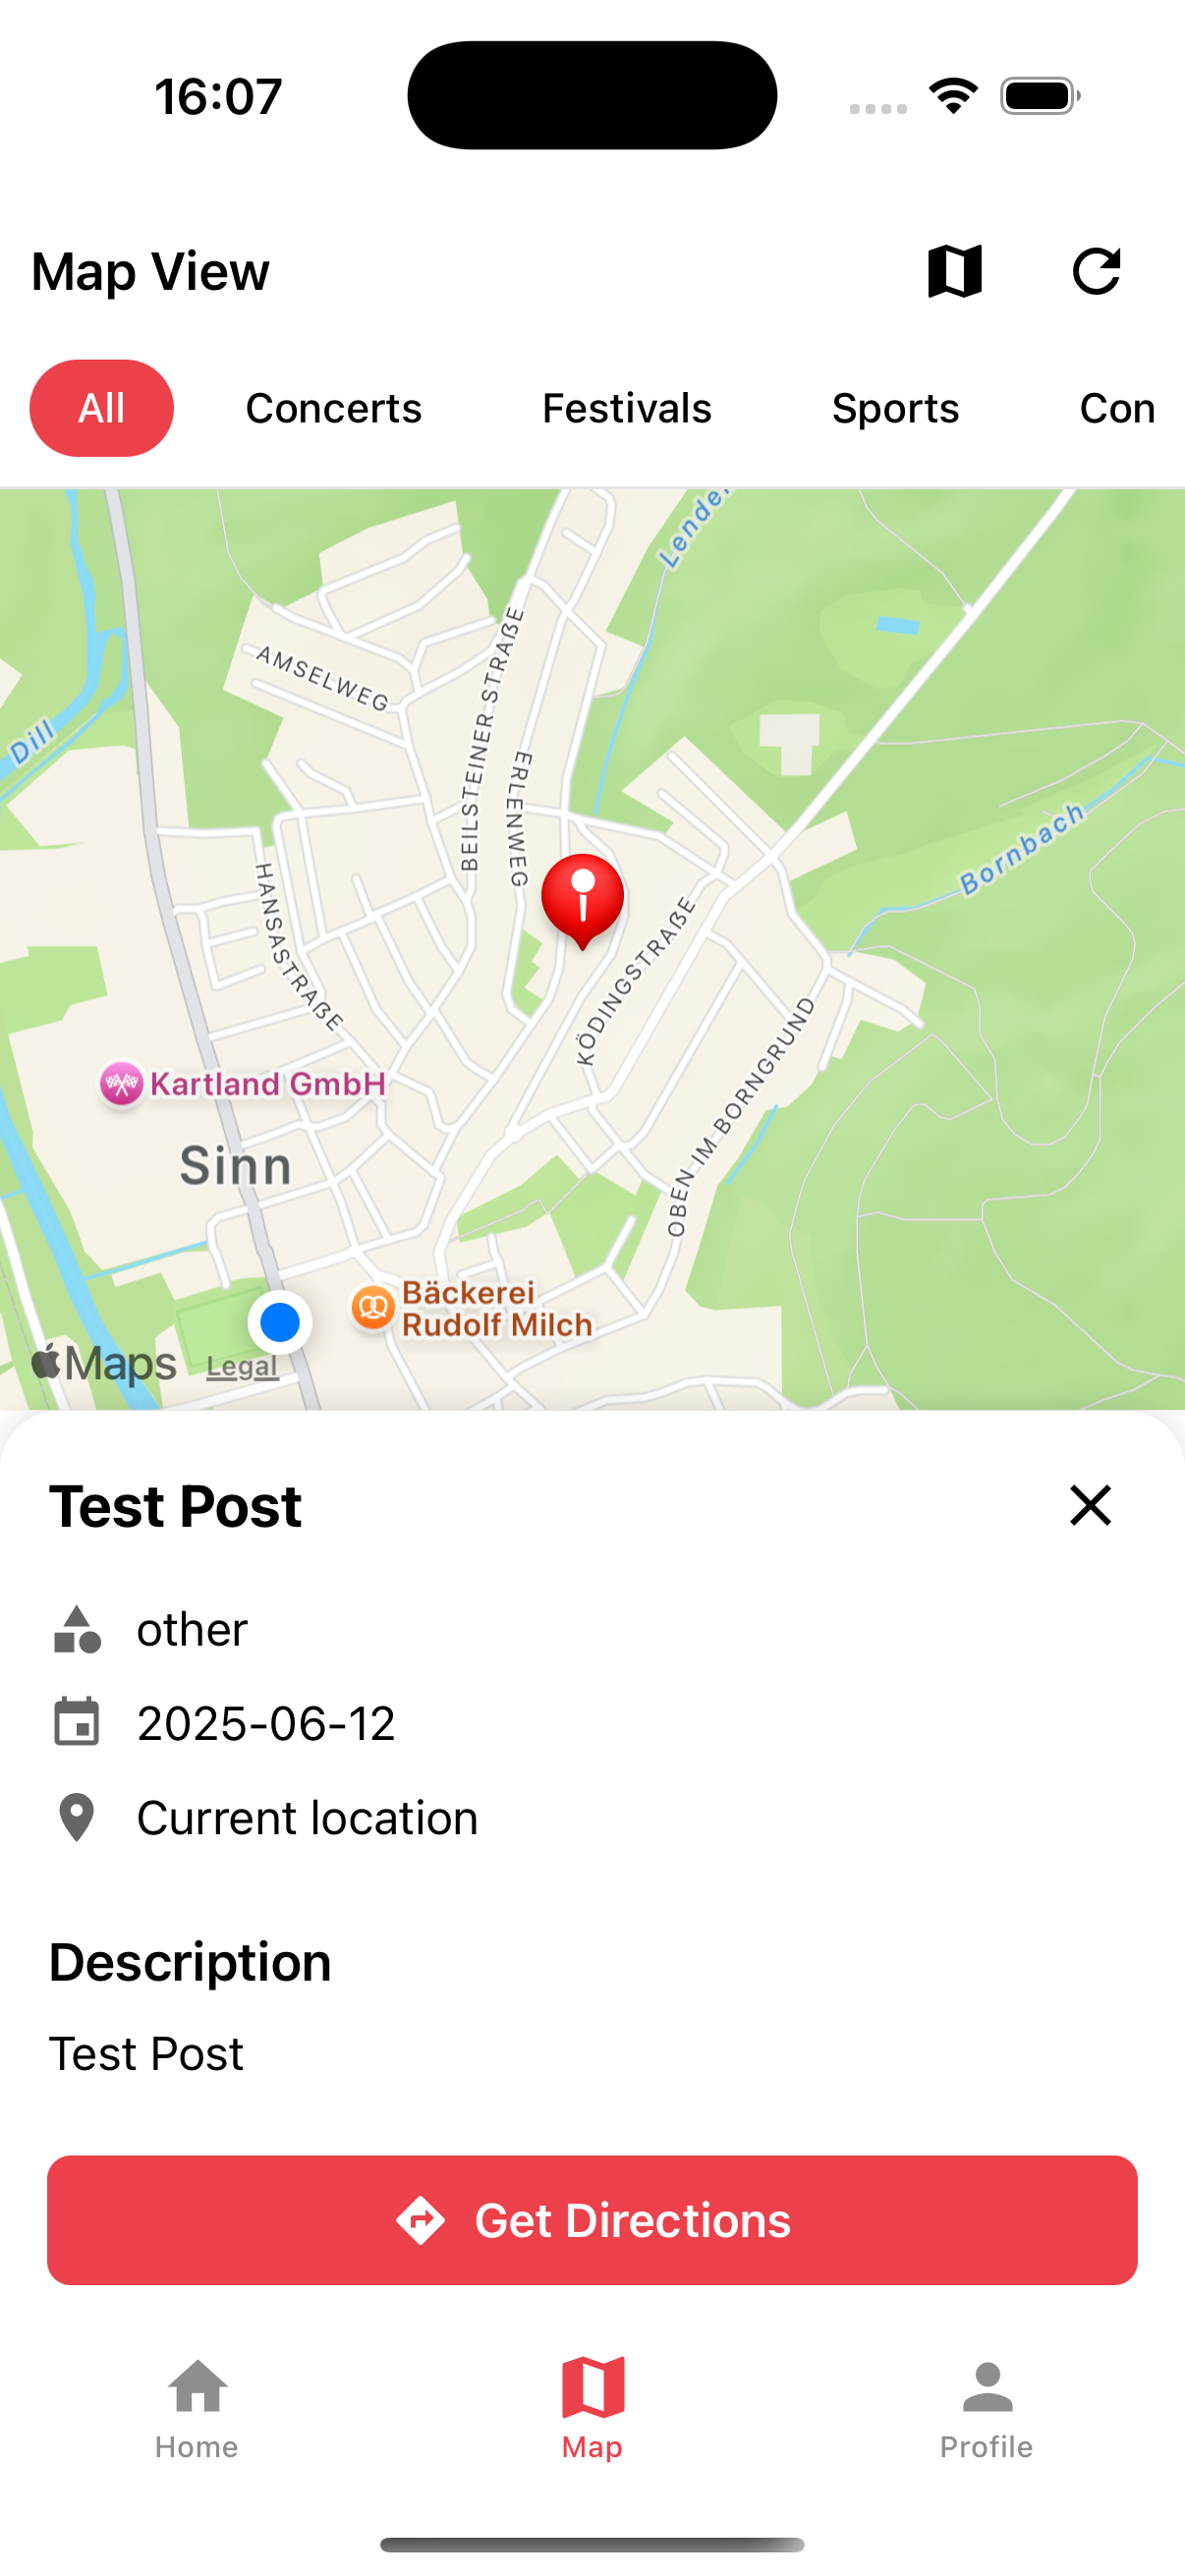 16:07
Map View
All
Concerts
Festivals
Sports
Con
Lender
AMSELWEG
BEILSTEINER STRAẞE
ERLENWEG
Dill
Bornbach
HANSASTRAẞE
KÖDINGSTRAẞE
OBEN IM BORNGRUND
Kartland GmbH
Sinn
Bäckerei
Rudolf Milch
Maps
Legal
Test Post
other
2025-06-12
Current location
Description
Test Post
Get Directions
Home
Map
Profile